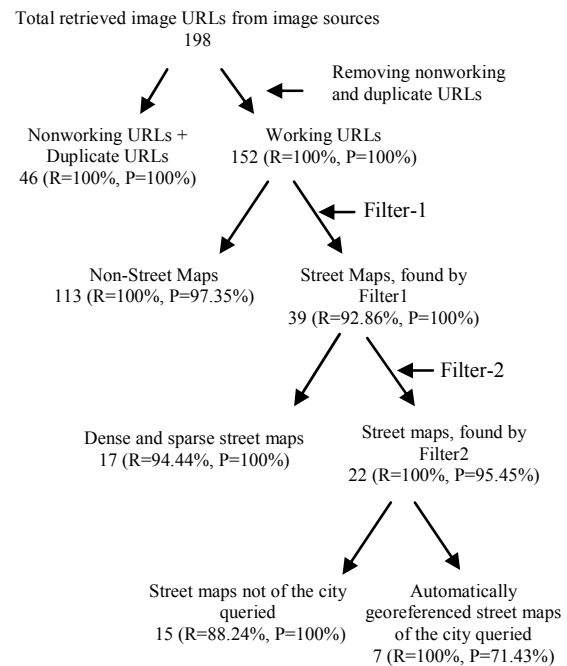 Total retrieved image URLs from image sources
198
Removing nonworking
and duplicate URLs
Nonworking URLs +
Duplicate URLs
46 (R=100%, P=100%)
Working URLs
152 (R=100%, P=100%)
Filter-1
Non-Street Maps
113 (R=100%, P=97.35%)
Street Maps, found by
Filter1
39 (R=92.86%, P=100%)
Filter-2
Dense and sparse street maps
17 (R=94.44%, P=100%)
Street maps, found by
Filter2
22 (R=100%, P=95.45%)
Street maps not of the city
queried
15 (R=88.24%, P=100%)
Automatically
georeferenced street maps
of the city queried
7 (R=100%, P=71.43%)